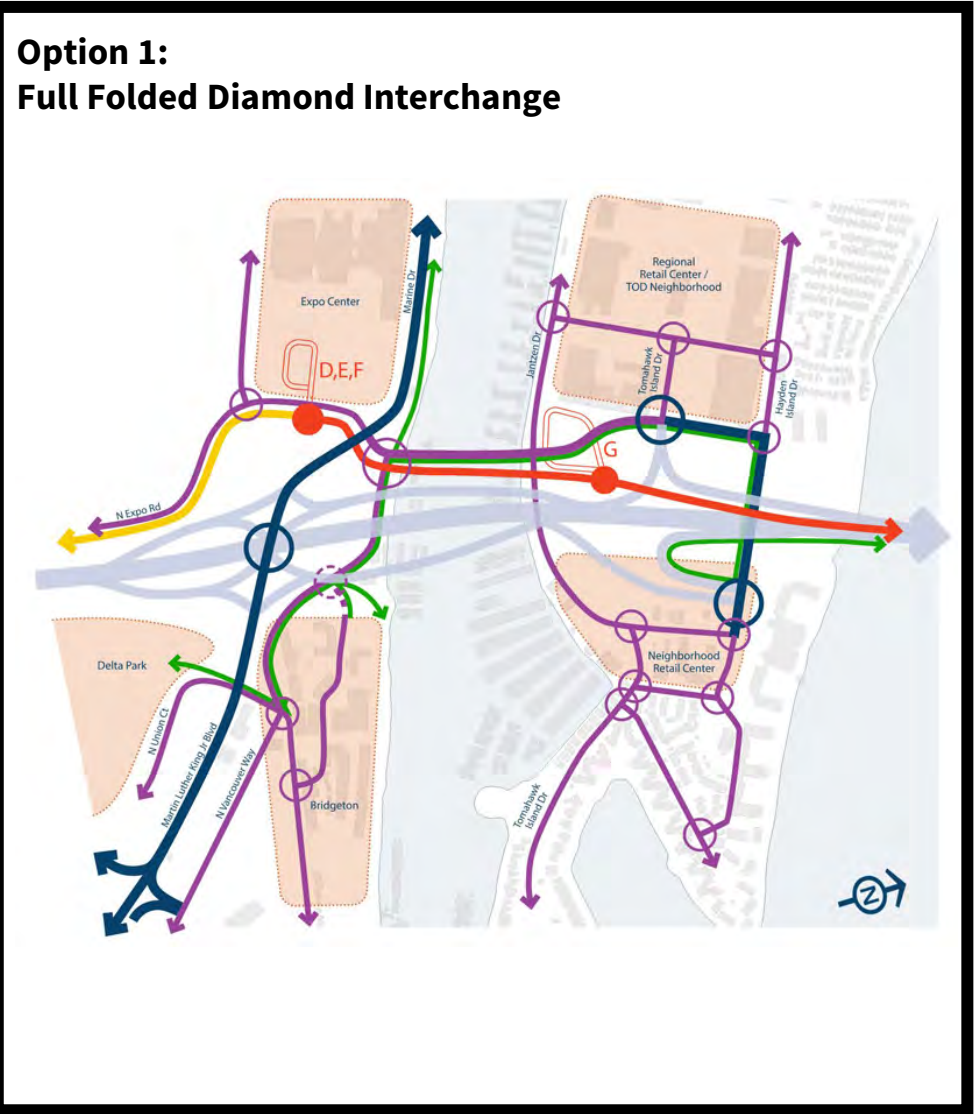 Option 1:
Full Folded Diamond Interchange
Regional
Retail Center /
TOD Neighborhood
Expo Center
Marine Dr
D,E,F
Jantzen Dr
Tomahawk
Island Dr
Hayden
Island Dr
G
N Expo Rd
Delta Park
Neighborhood
Retail Center
N Union Ct
Martin Luther King Jr Blvd
N Vancouver Way
Bridgeton
Tomahawk
Island Dr
N